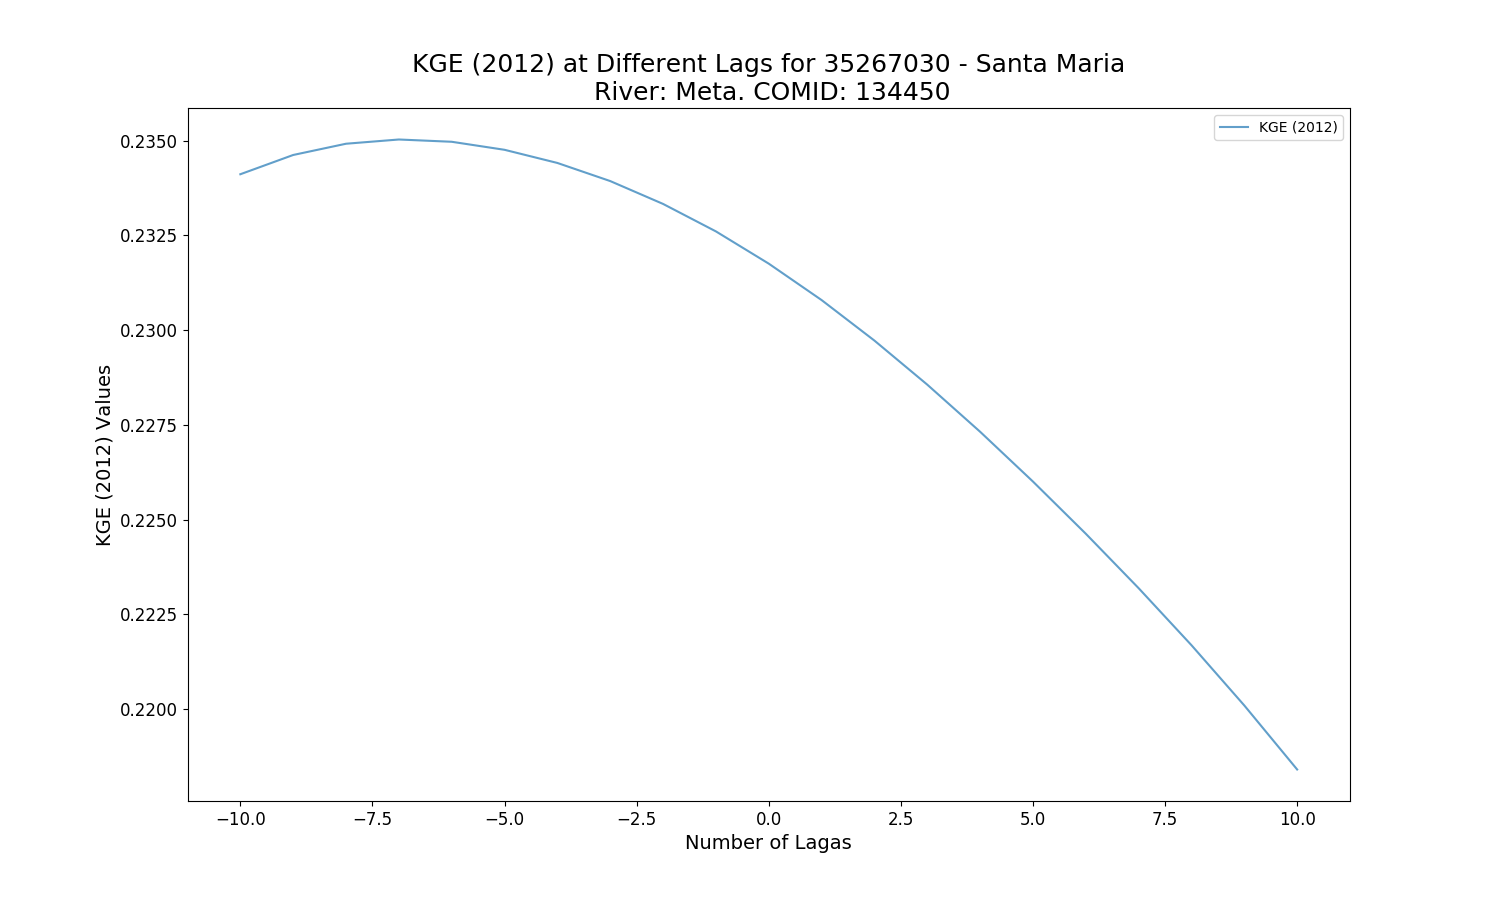 KGE (2012) at Different Lags for 35267030 - Santa Maria
River: Meta. COMID: 134450
KGE (2012)
0.2350
0.2325
0.2300
0.2275
0.2250
0.2225
0.2200
KGE (2012) Values
−10.0 −7.5 −5.0 −2.5 0.0 2.5 5.0 7.5 10.0
Number of Lagas